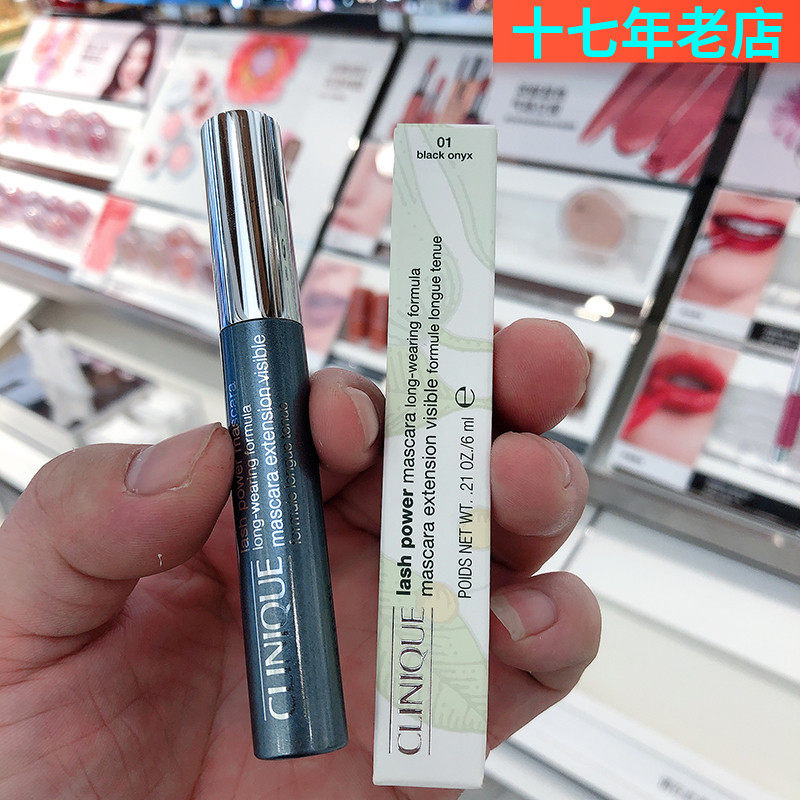 十七年老店
01
black onyx
CLINIQUE
lash power mascara
long-wearing formula
mascara extension visible
formule longue tenue
CLINIQUE
lash power mascara long-wearing formula
mascara extension visible formule longue tenue
POIDS NET WT. .21 OZ./6 ml e